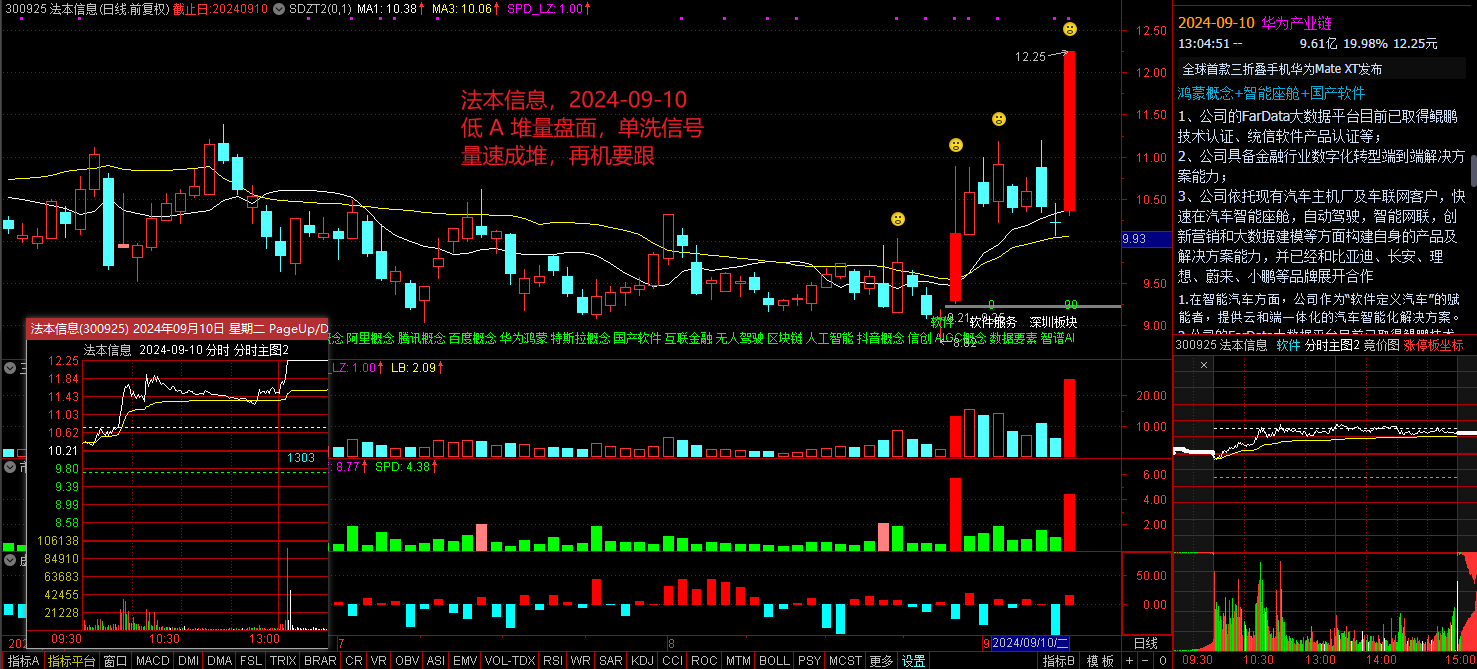 300925 法本信息(日线.前复权) 截止日:20240910 SDZT2(0,1) MA1: 10.38↑ MA3: 10.06↑ SPD_LZ: 1.00↑
12.50
12.25
12.00
11.50
11.00
10.50
9.93
9.50
9.00
法本信息，2024-09-10
低 A 堆量盘面，单洗信号
量速成堆，再机要跟
软件 软件服务 深圳板块
念 阿里概念 腾讯概念 百度概念 华为鸿蒙 特斯拉概念 国产软件 互联金融 无人驾驶 区块链 人工智能 抖音概念 信创 AIGC概念 数据要素 智谱AI
8.82
LZ: 1.00↑ LB: 2.09↑
20.00
10.00
8.77↑ SPD: 4.38↑
6.00
4.00
2.00
50.00
0.00
法本信息(300925) 2024年09月10日 星期二 PageUp/D
法本信息 2024-09-10 分时 分时主图2
12.25
11.84
11.43
11.03
10.62
10.21
9.80
9.39
8.99
8.58
106138
84910
63683
42455
21228
1303
09:30 10:30 13:00
7 8 9 2024/09/10/二 日线
指标A 指标平台 窗口 MACD DMI DMA FSL TRIX BRAR CR VR OBV ASI EMV VOL-TDX RSI WR SAR KDJ CCI ROC MTM BOLL PSY MCST 更多 设置 指标B 模板 + - 0
2024-09-10 华为产业链
13:04:51 -- 9.61亿 19.98% 12.25元
全球首款三折叠手机华为Mate XT发布
鸿蒙概念+智能座舱+国产软件
1、公司的FarData大数据平台目前已取得鲲鹏
技术认证、统信软件产品认证等；
2、公司具备金融行业数字化转型端到端解决方
案能力；
3、公司依托现有汽车主机厂及车联网客户，快
速在汽车智能座舱，自动驾驶，智能网联，创
新营销和大数据建模等方面构建自身的产品及
解决方案能力，并已经和比亚迪、长安、理
想、蔚来、小鹏等品牌展开合作
1.在智能汽车方面，公司作为“软件定义汽车”的赋
能者，提供云和端一体化的汽车智能化解决方案。
300925 法本信息 软件 分时主图2 竞价图 涨停板坐标
09:30 10:30 13:00 14:00 15:0